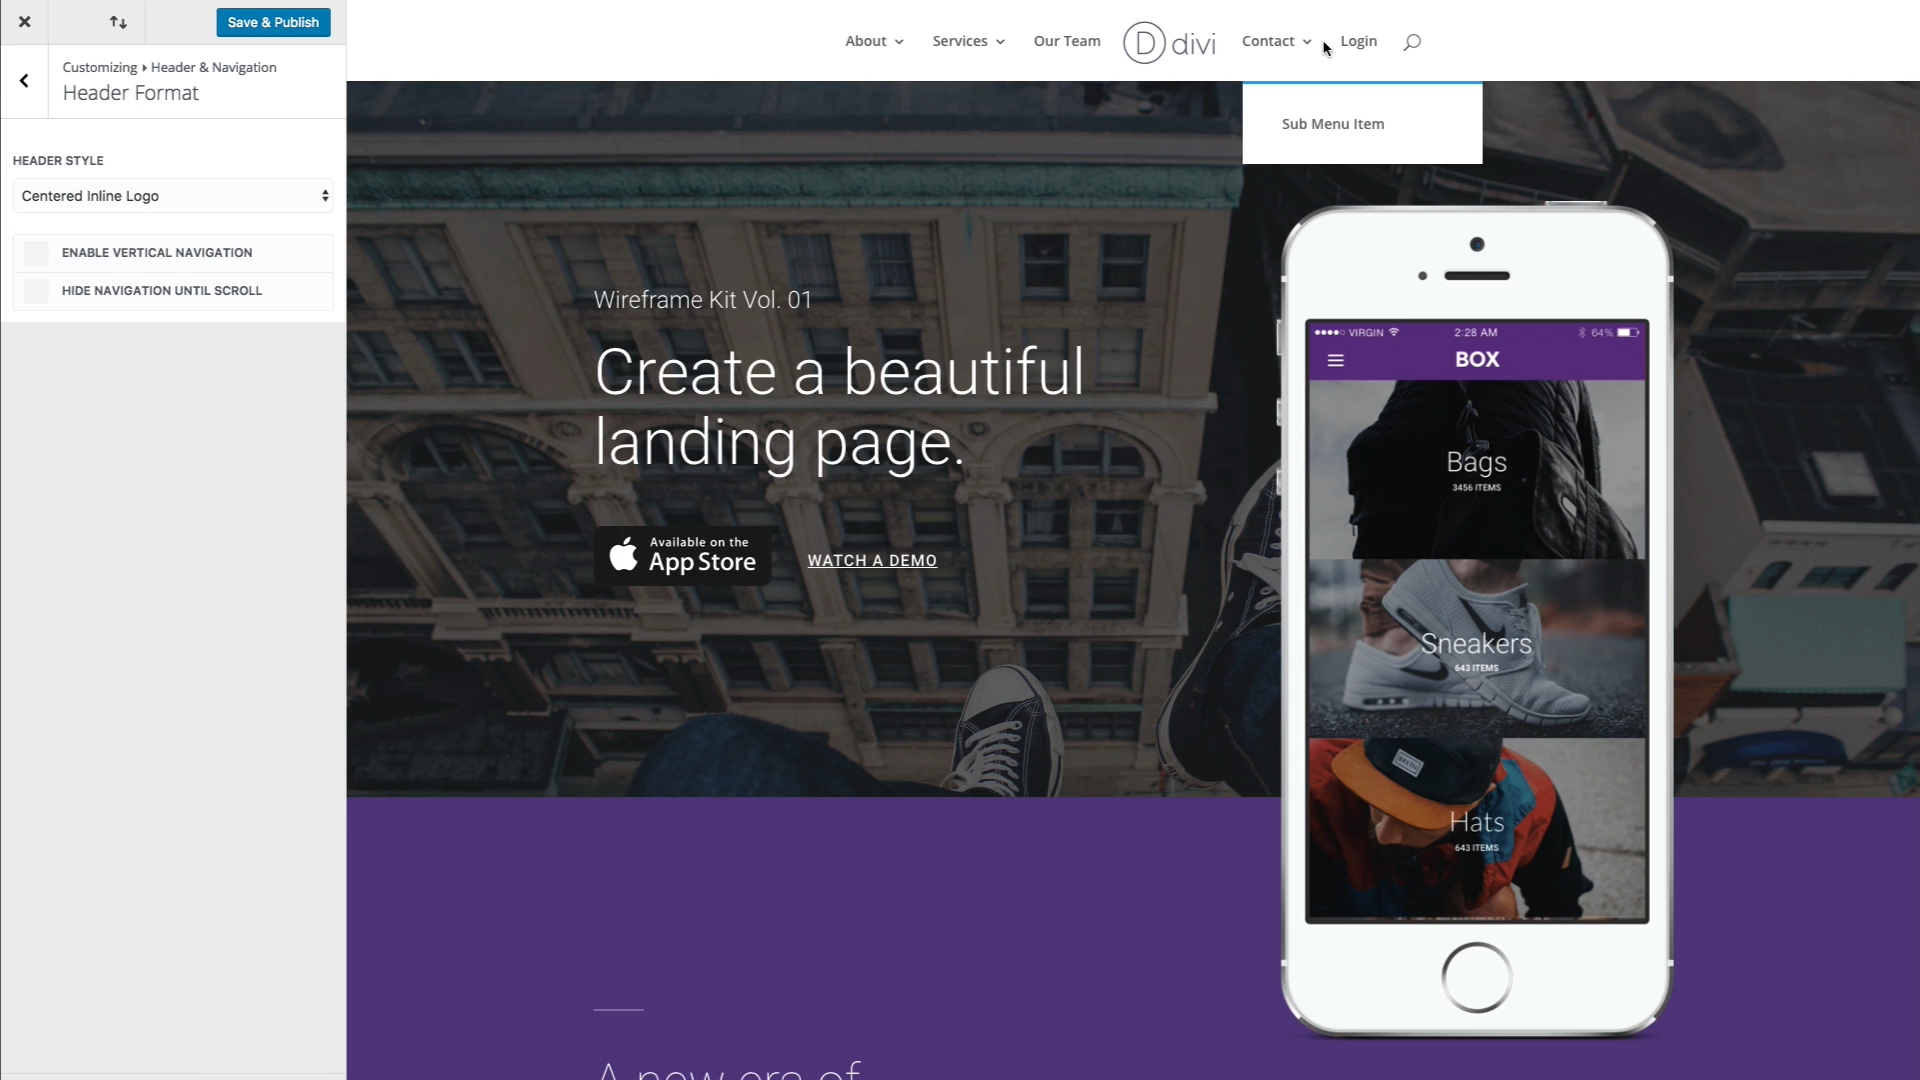 Save & Publish
Customizing ▸ Header & Navigation
Header Format
HEADER STYLE
Centered Inline Logo
ENABLE VERTICAL NAVIGATION
HIDE NAVIGATION UNTIL SCROLL
About Services Our Team D divi Contact Login
Sub Menu Item
Wireframe Kit Vol. 01
Create a beautiful
landing page.
Available on the
App Store
WATCH A DEMO
VIRGIN 2:28 AM 64%
BOX
Bags
3456 ITEMS
Sneakers
643 ITEMS
Hats
643 ITEMS
A new era of